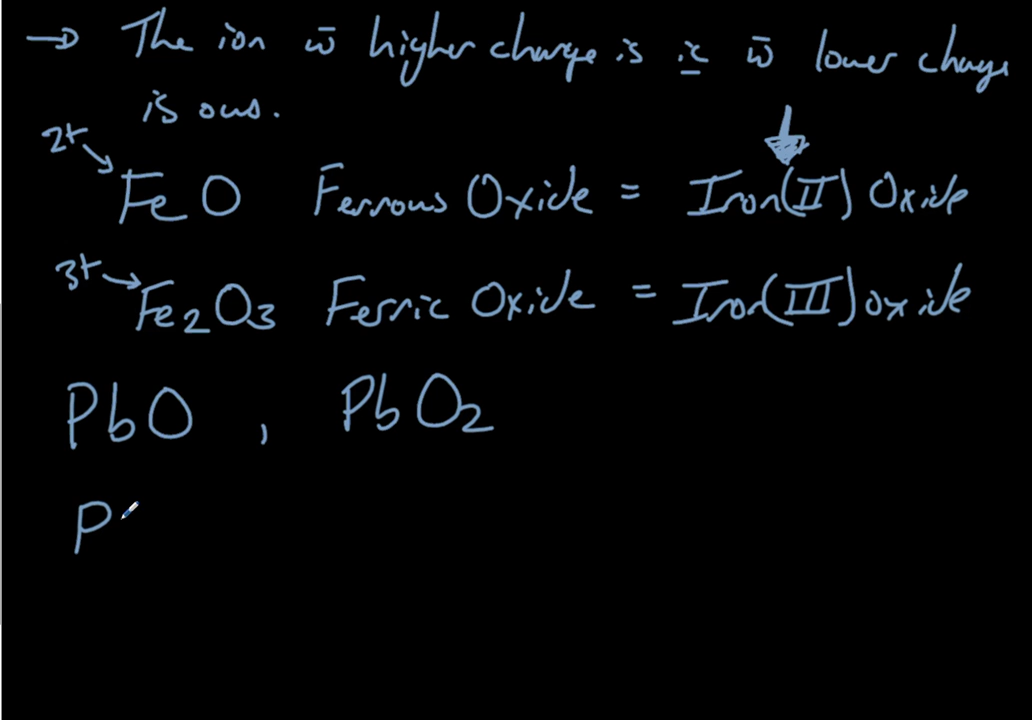 → The ion w̄ higher charge is ic w̄ lower charge
is ous.
2+
FeO Ferrous Oxide = Iron(II) Oxide
3+
Fe₂O₃ Ferric Oxide = Iron(III) oxide
PbO , PbO₂
P